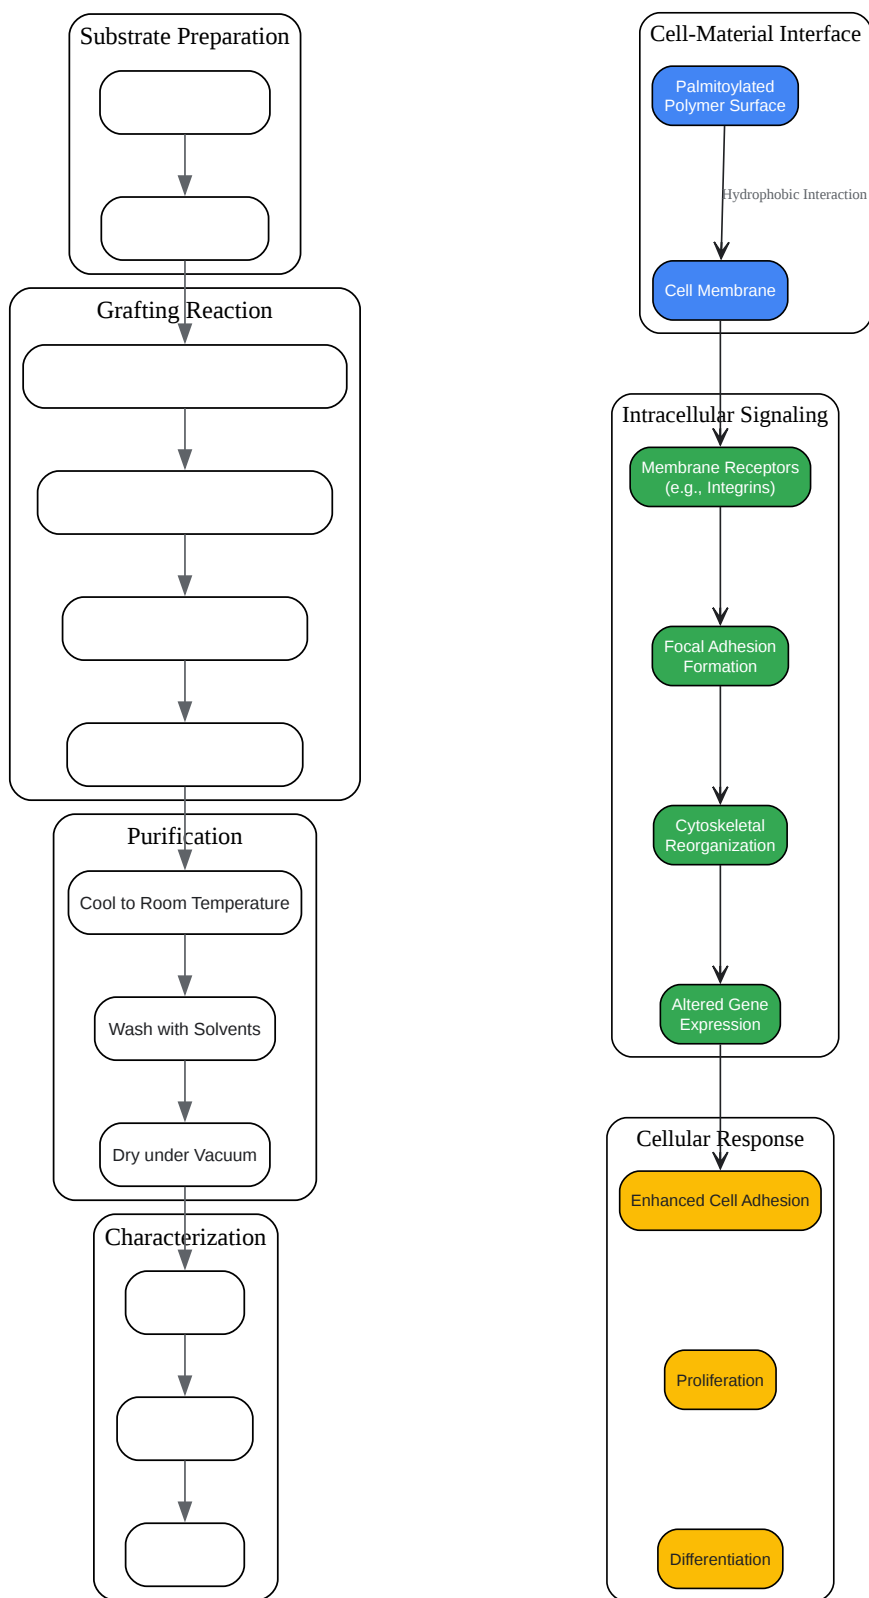 Substrate Preparation
Grafting Reaction
Purification
Cool to Room Temperature
Wash with Solvents
Dry under Vacuum
Characterization
Cell-Material Interface
Palmitoylated
Polymer Surface
Hydrophobic Interaction
Cell Membrane
Intracellular Signaling
Membrane Receptors
(e.g., Integrins)
Focal Adhesion
Formation
Cytoskeletal
Reorganization
Altered Gene
Expression
Cellular Response
Enhanced Cell Adhesion
Proliferation
Differentiation